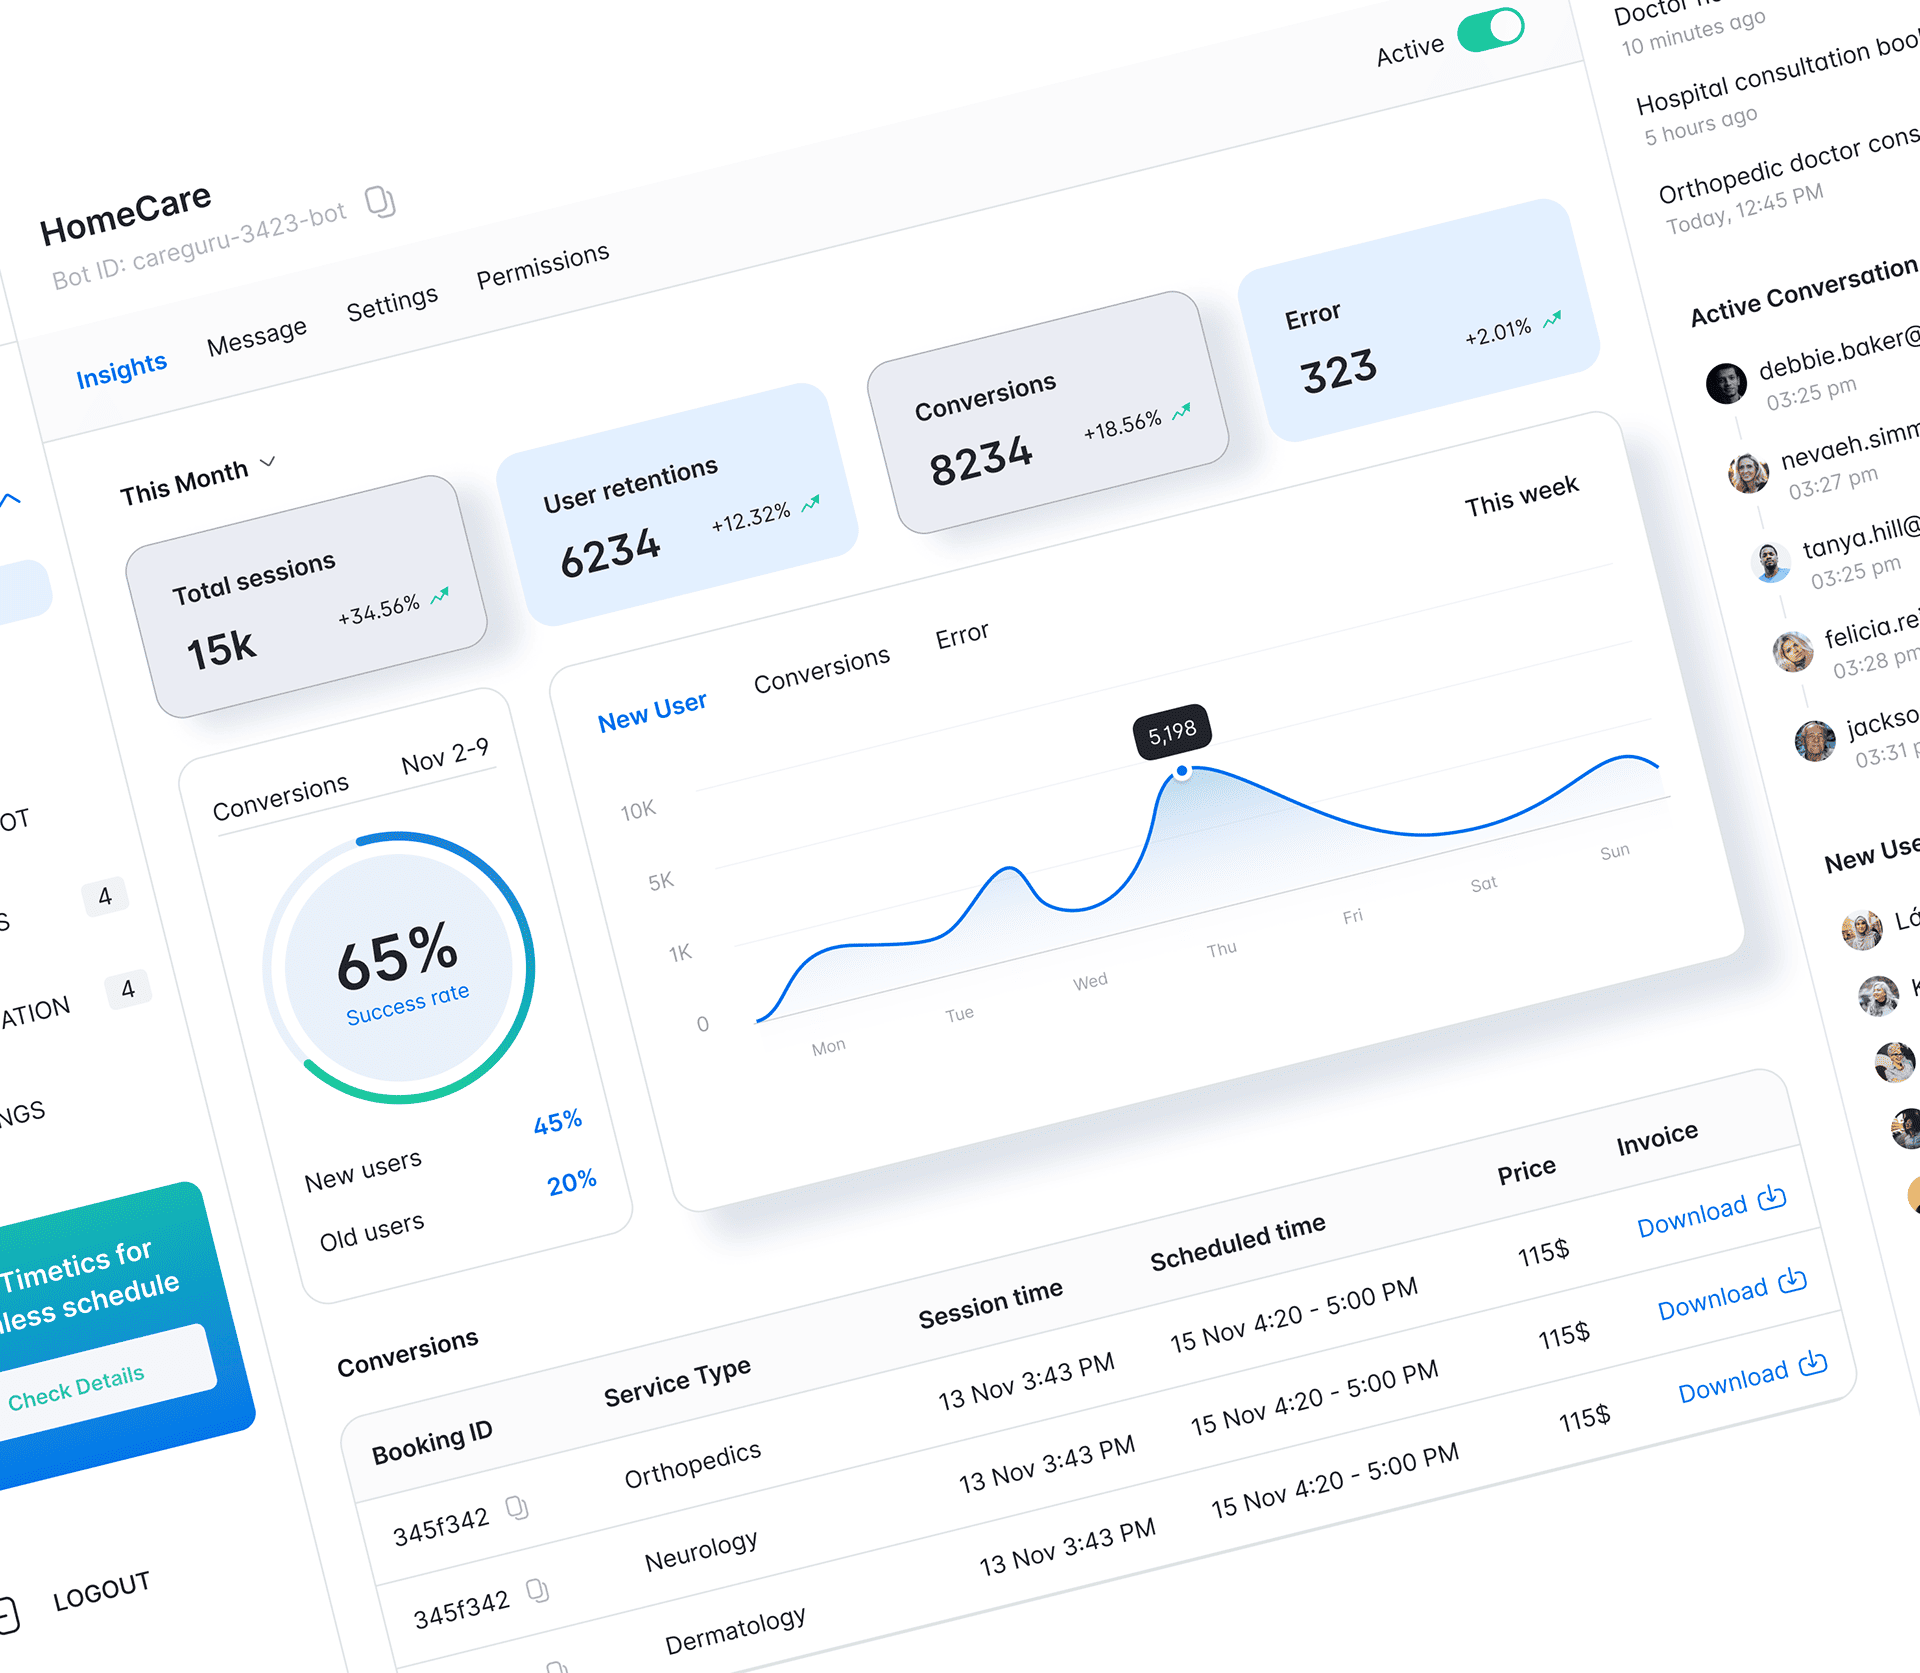 HomeCare
Bot ID: careguru-3423-bot
Active
Insights
Message
Settings
Permissions
This Month
Total sessions
15k
+34.56%
User retentions
6234
+12.32%
Conversions
8234
+18.56%
Error
323
+2.01%
Conversions
Nov 2-9
65%
Success rate
New users
45%
Old users
20%
New User
Conversions
Error
This week
5,198
10K
5K
1K
0
Mon
Tue
Wed
Thu
Fri
Sat
Sun
Conversions
Booking ID
Service Type
Session time
Scheduled time
Price
Invoice
345f342
Orthopedics
13 Nov 3:43 PM
15 Nov 4:20 - 5:00 PM
115$
Download
345f342
Neurology
13 Nov 3:43 PM
15 Nov 4:20 - 5:00 PM
115$
Download
Dermatology
13 Nov 3:43 PM
15 Nov 4:20 - 5:00 PM
115$
Download
OT
S
4
ATION
4
NGS
Timetics for
less schedule
Check Details
LOGOUT
Doctor
10 minutes ago
Hospital consultation boo
5 hours ago
Orthopedic doctor cons
Today, 12:45 PM
Active Conversation
debbie.baker@
03:25 pm
nevaeh.simm
03:27 pm
tanya.hill@
03:25 pm
felicia.re
03:28 pm
jackso
03:31 p
New Use
Lá
K